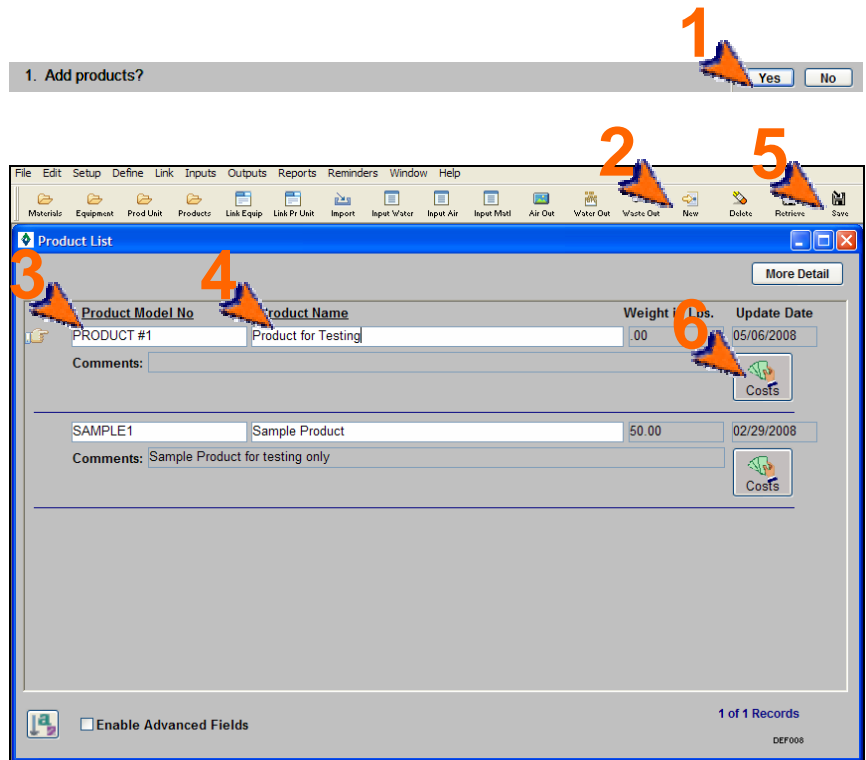 1
1. Add products?
Yes No
2 5
File Edit Setup Define Link Inputs Outputs Reports Reminders Window Help
Materials Equipment Prod Unit Products Link Equip Link Pr Unit Import Input Water Input Air Input Matl Air Out Water Out Waste Out New Delete Retrieve Save
Product List
3 4
More Detail
Product Model No Product Name Weight in Lbs. Update Date
6
PRODUCT #1 Product for Testing .00 05/06/2008
Comments:
Costs
SAMPLE1 Sample Product 50.00 02/29/2008
Comments: Sample Product for testing only
Costs
Enable Advanced Fields
1 of 1 Records
DEF008